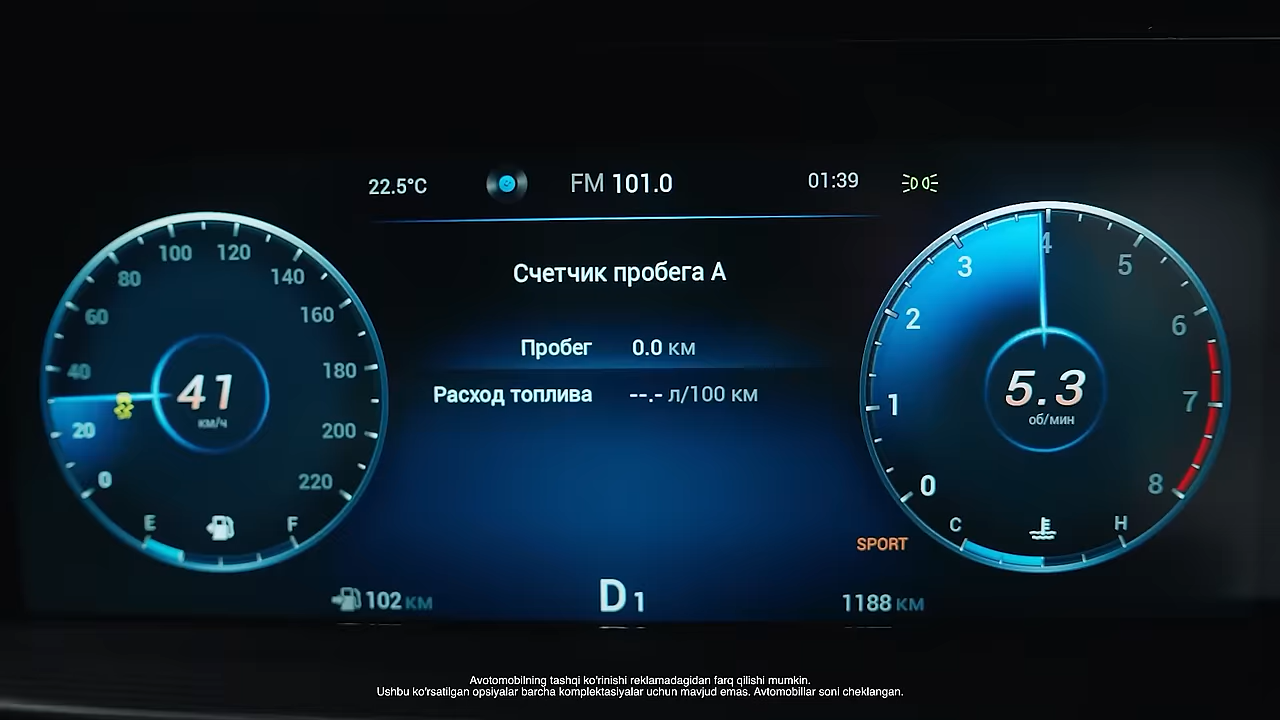 22.5°C FM 101.0 01:39
Счетчик пробега A
Пробег 0.0 км
Расход топлива --.- л/100 км
0 20 40 60 80 100 120 140 160 180 200 220
41
км/ч
E F
0 1 2 3 4 5 6 7 8
5.3
об/мин
C H
SPORT
102 км D 1 1188 км
Avotomobilning tashqi ko'rinishi reklamadagidan farq qilishi mumkin.
Ushbu ko'rsatilgan opsiyalar barcha komplektasiyalar uchun mavjud emas. Avtomobillar soni cheklangan.